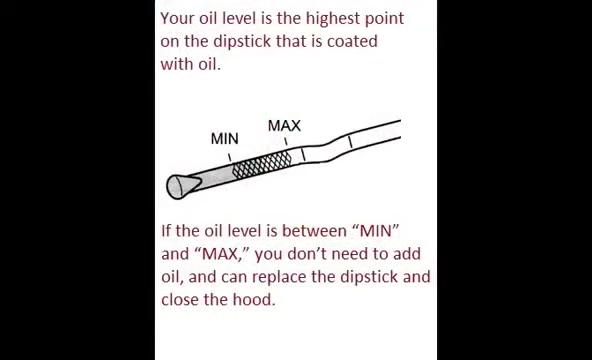 Your oil level is the highest point
on the dipstick that is coated
with oil.
MAX
MIN
If the oil level is between “MIN”
and “MAX,” you don’t need to add
oil, and can replace the dipstick and
close the hood.